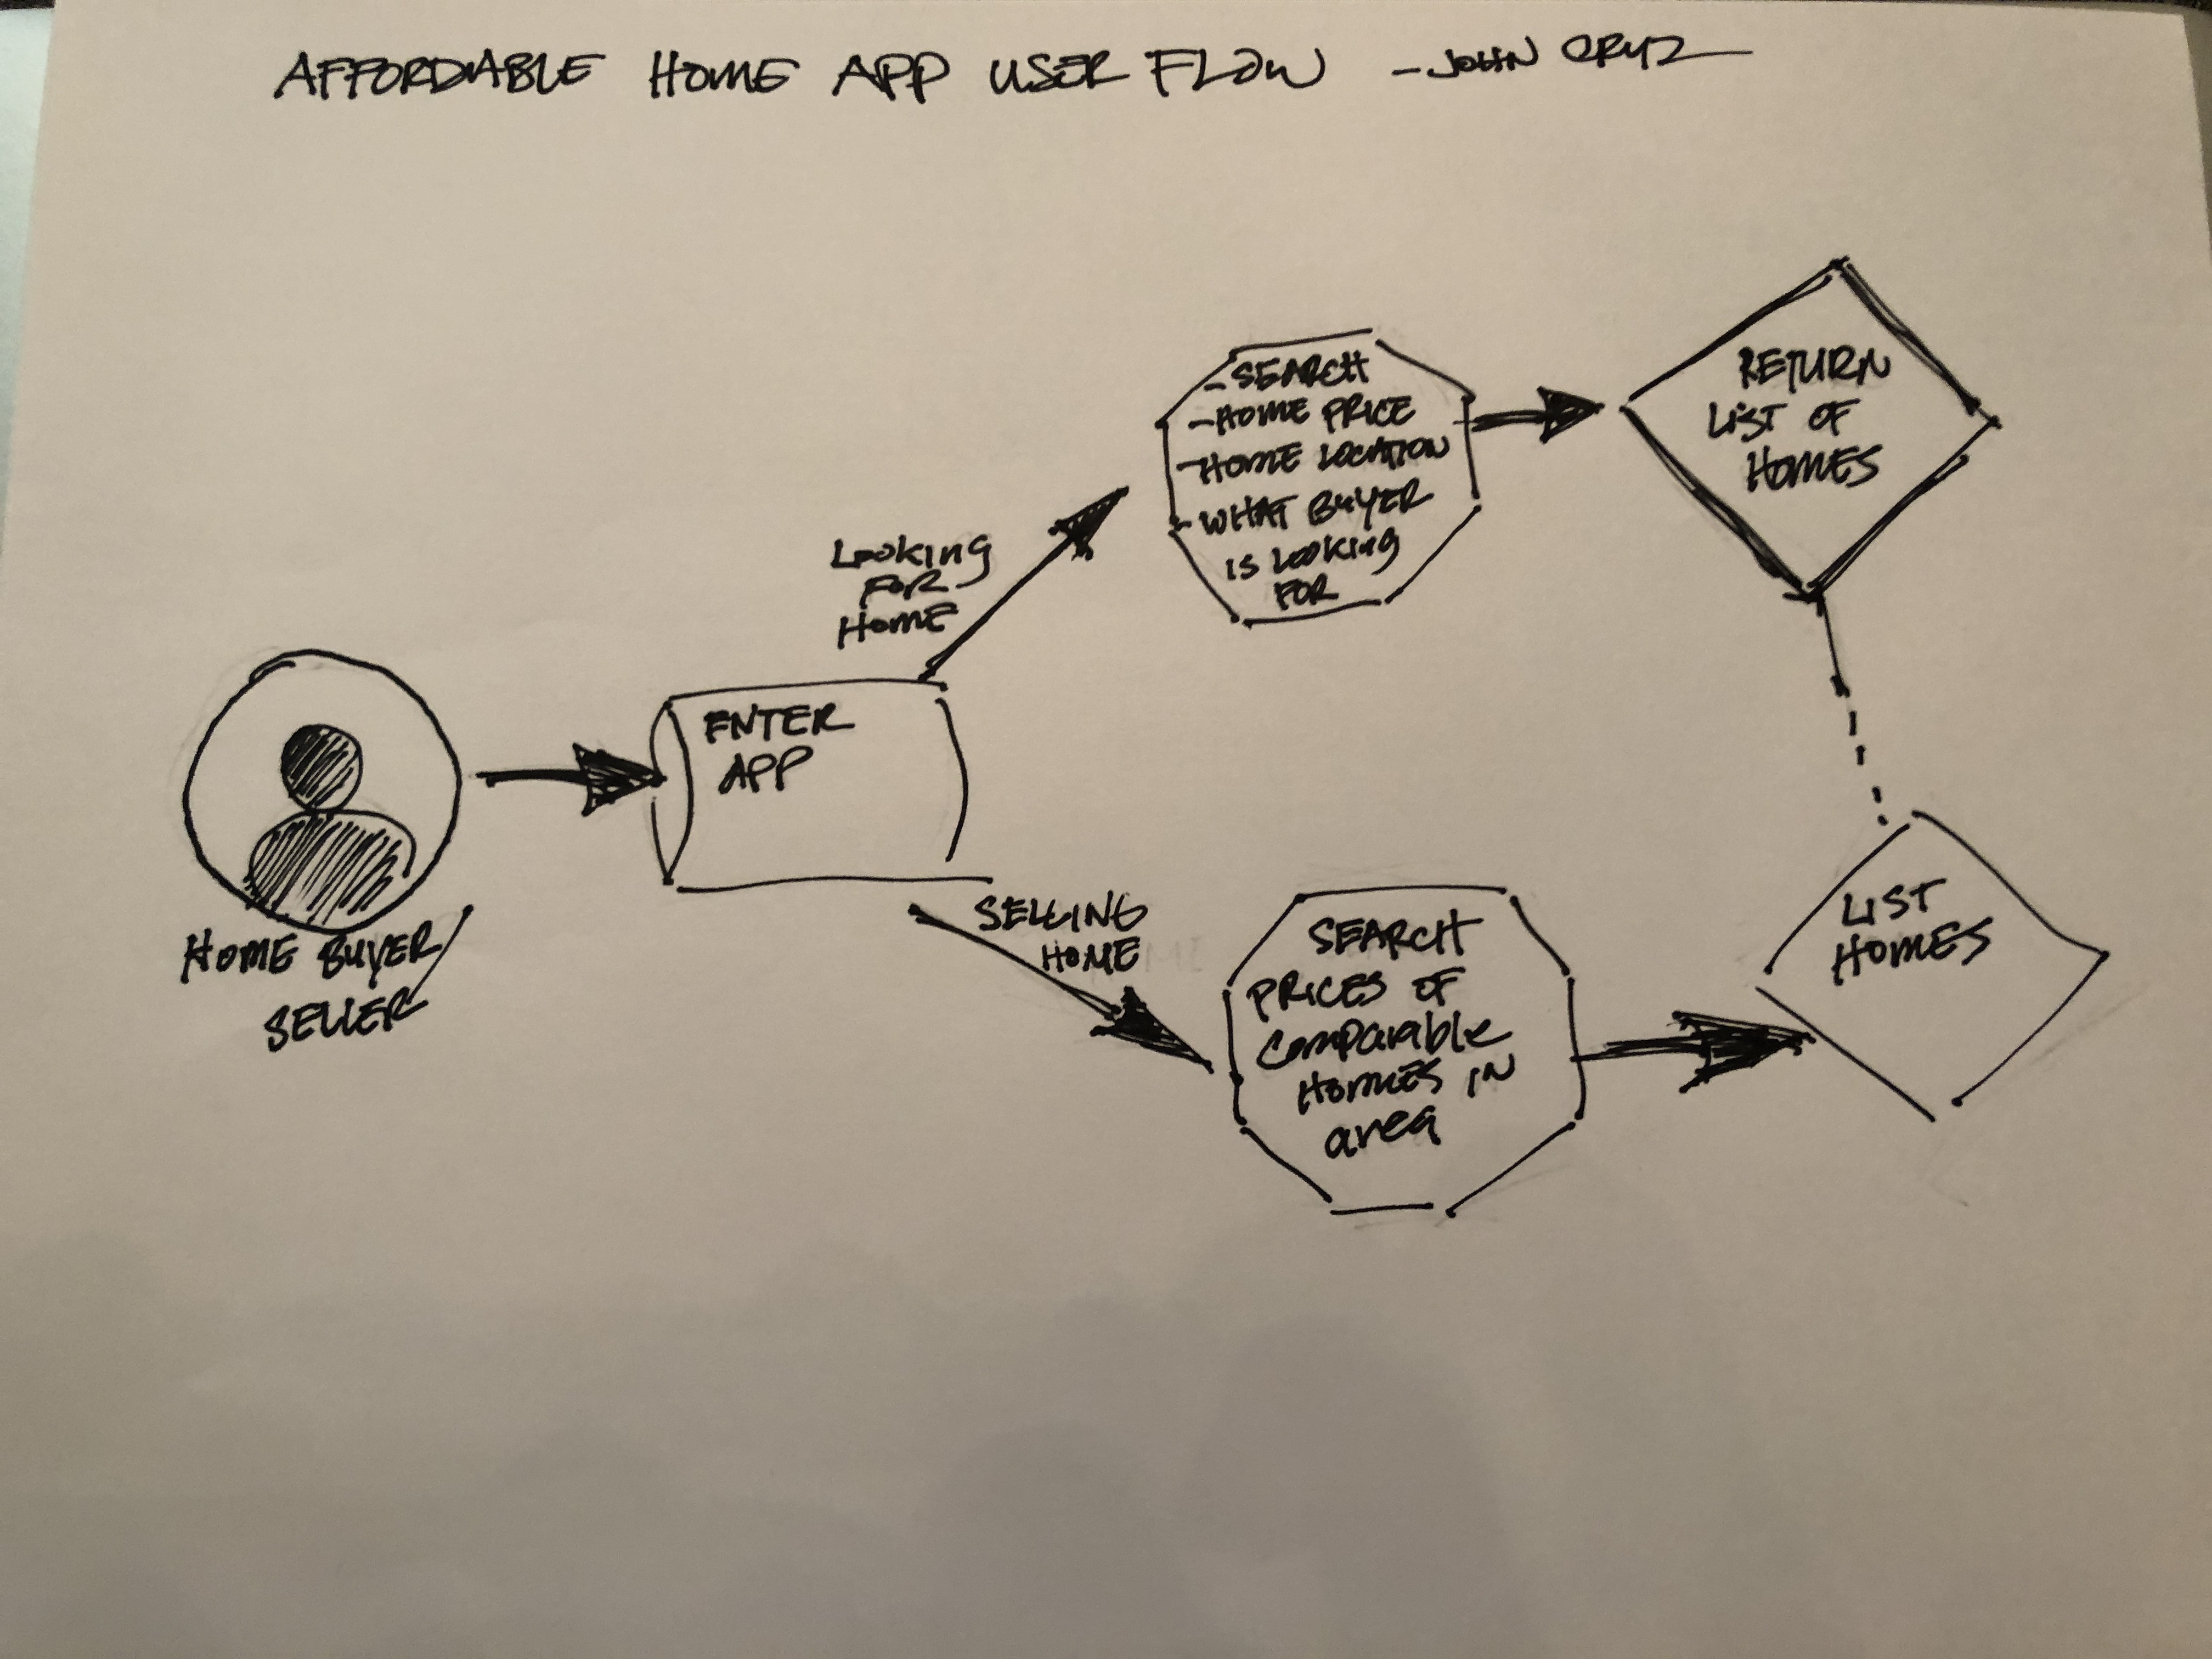 AFFORDABLE HOME APP USER FLOW - JOHN CRUZ
- SEARCH
- HOME PRICE
- HOME LOCATION
- WHAT BUYER
IS LOOKING
FOR
RETURN
LIST OF
HOMES
LOOKING
FOR
HOME
ENTER
APP
HOME BUYER/
SELLER
SELLING
HOME
SEARCH
PRICES OF
COMPARABLE
HOMES IN
area
LIST
HOMES